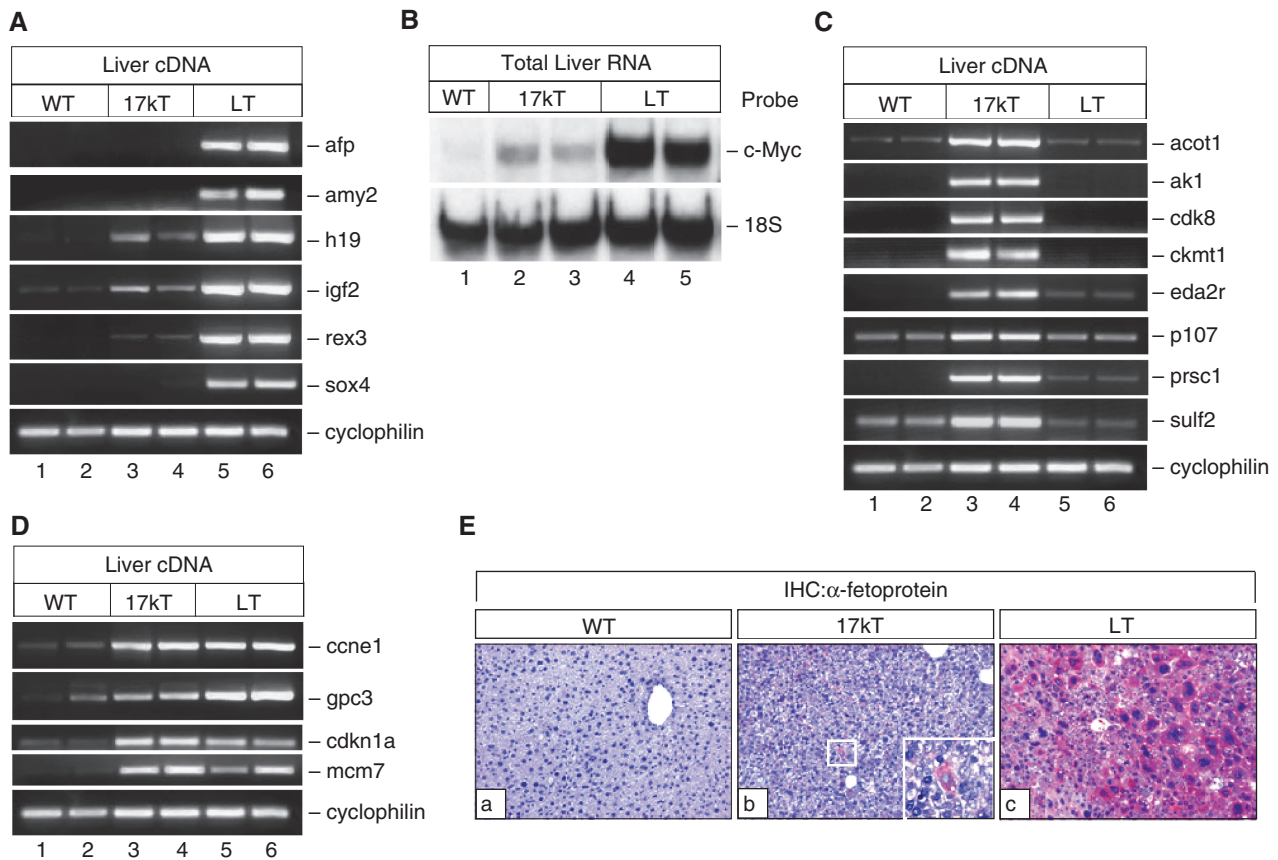 A
Liver cDNA
WT 17kT LT
– afp
– amy2
– h19
– igf2
– rex3
– sox4
– cyclophilin
1 2 3 4 5 6
B
Total Liver RNA
WT 17kT LT Probe
– c-Myc
– 18S
1 2 3 4 5
C
Liver cDNA
WT 17kT LT
– acot1
– ak1
– cdk8
– ckmt1
– eda2r
– p107
– prsc1
– sulf2
– cyclophilin
1 2 3 4 5 6
D
Liver cDNA
WT 17kT LT
– ccne1
– gpc3
– cdkn1a
– mcm7
– cyclophilin
1 2 3 4 5 6
E
IHC:α-fetoprotein
WT 17kT LT
a b c